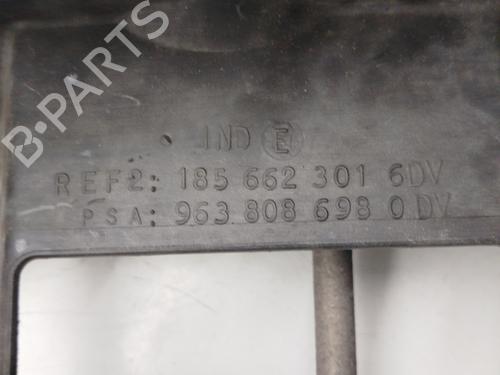 B-PARTS
IND E
REF2: 185 662 301 6DV
PSA: 963 808 698 0 DV